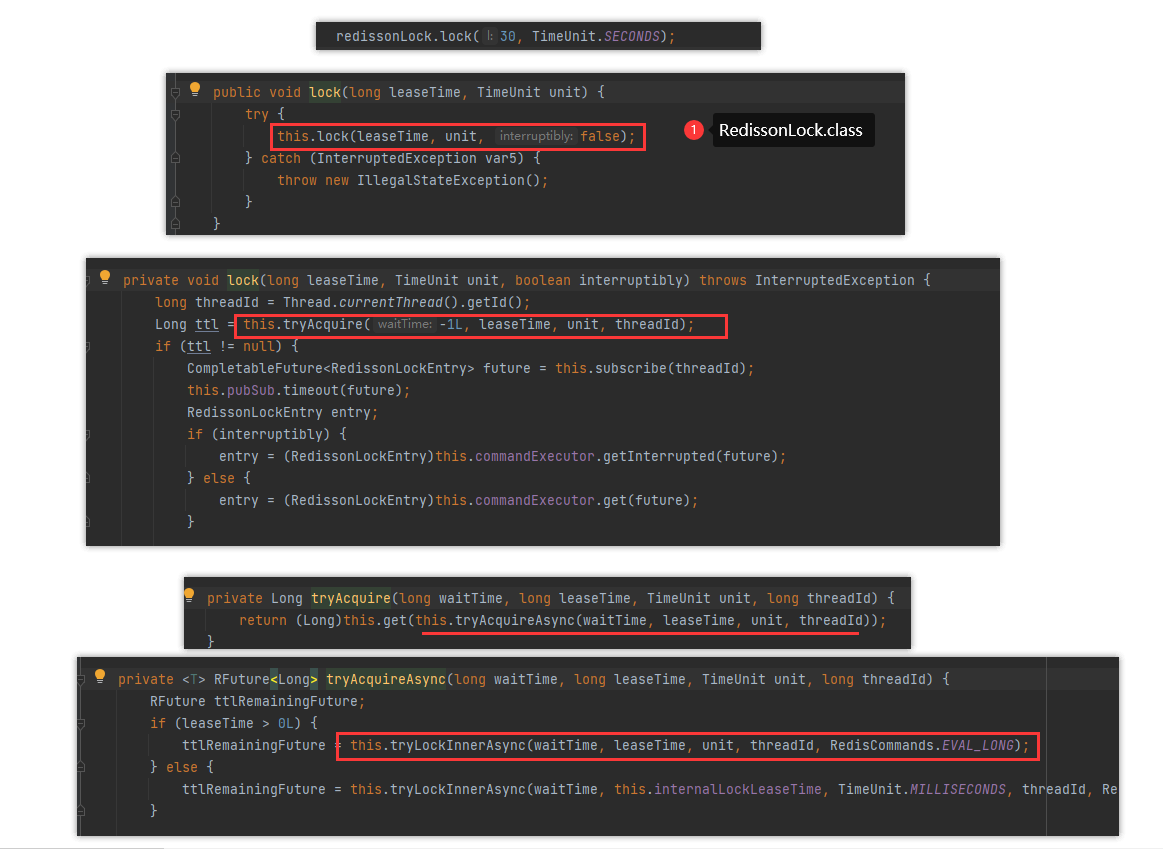 redissonLock.lock( l: 30, TimeUnit.SECONDS);
public void lock(long leaseTime, TimeUnit unit) {
try {
this.lock(leaseTime, unit, interruptibly: false);
1 RedissonLock.class
} catch (InterruptedException var5) {
throw new IllegalStateException();
}
}
private void lock(long leaseTime, TimeUnit unit, boolean interruptibly) throws InterruptedException {
long threadId = Thread.currentThread().getId();
Long ttl = this.tryAcquire( waitTime: -1L, leaseTime, unit, threadId);
if (ttl != null) {
CompletableFuture<RedissonLockEntry> future = this.subscribe(threadId);
this.pubSub.timeout(future);
RedissonLockEntry entry;
if (interruptibly) {
entry = (RedissonLockEntry)this.commandExecutor.getInterrupted(future);
} else {
entry = (RedissonLockEntry)this.commandExecutor.get(future);
}
private Long tryAcquire(long waitTime, long leaseTime, TimeUnit unit, long threadId) {
return (Long)this.get(this.tryAcquireAsync(waitTime, leaseTime, unit, threadId));
}
private <T> RFuture<Long> tryAcquireAsync(long waitTime, long leaseTime, TimeUnit unit, long threadId) {
RFuture ttlRemainingFuture;
if (leaseTime > 0L) {
ttlRemainingFuture = this.tryLockInnerAsync(waitTime, leaseTime, unit, threadId, RedisCommands.EVAL_LONG);
} else {
ttlRemainingFuture = this.tryLockInnerAsync(waitTime, this.internalLockLeaseTime, TimeUnit.MILLISECONDS, threadId, Re
}